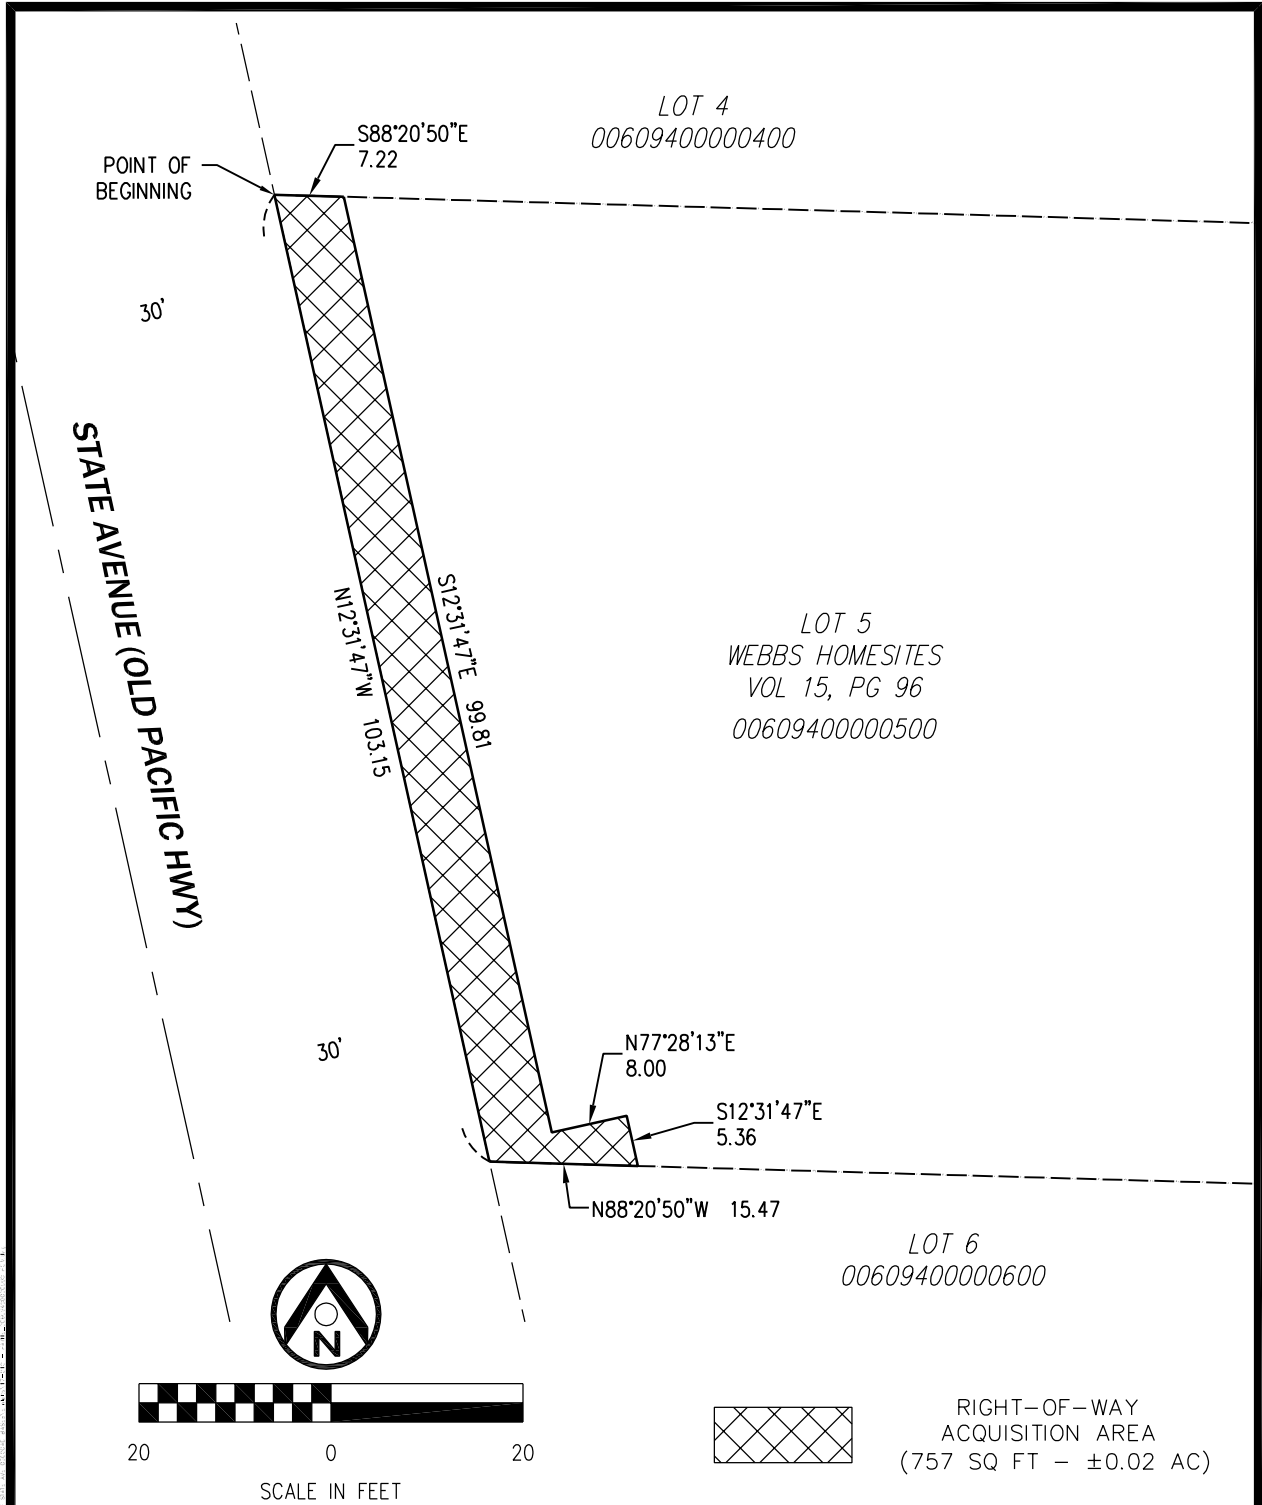 LOT 4
00609400000400
S88°20'50"E
7.22
POINT OF
BEGINNING
30'
STATE AVENUE (OLD PACIFIC HWY)
N12°31'47"W 103.15
S12°31'47"E 99.81
LOT 5
WEBBS HOMESITES
VOL 15, PG 96
00609400000500
30'
N77°28'13"E
8.00
S12°31'47"E
5.36
N88°20'50"W 15.47
LOT 6
00609400000600
N
20 0 20
SCALE IN FEET
RIGHT-OF-WAY
ACQUISITION AREA
(757 SQ FT - ±0.02 AC)